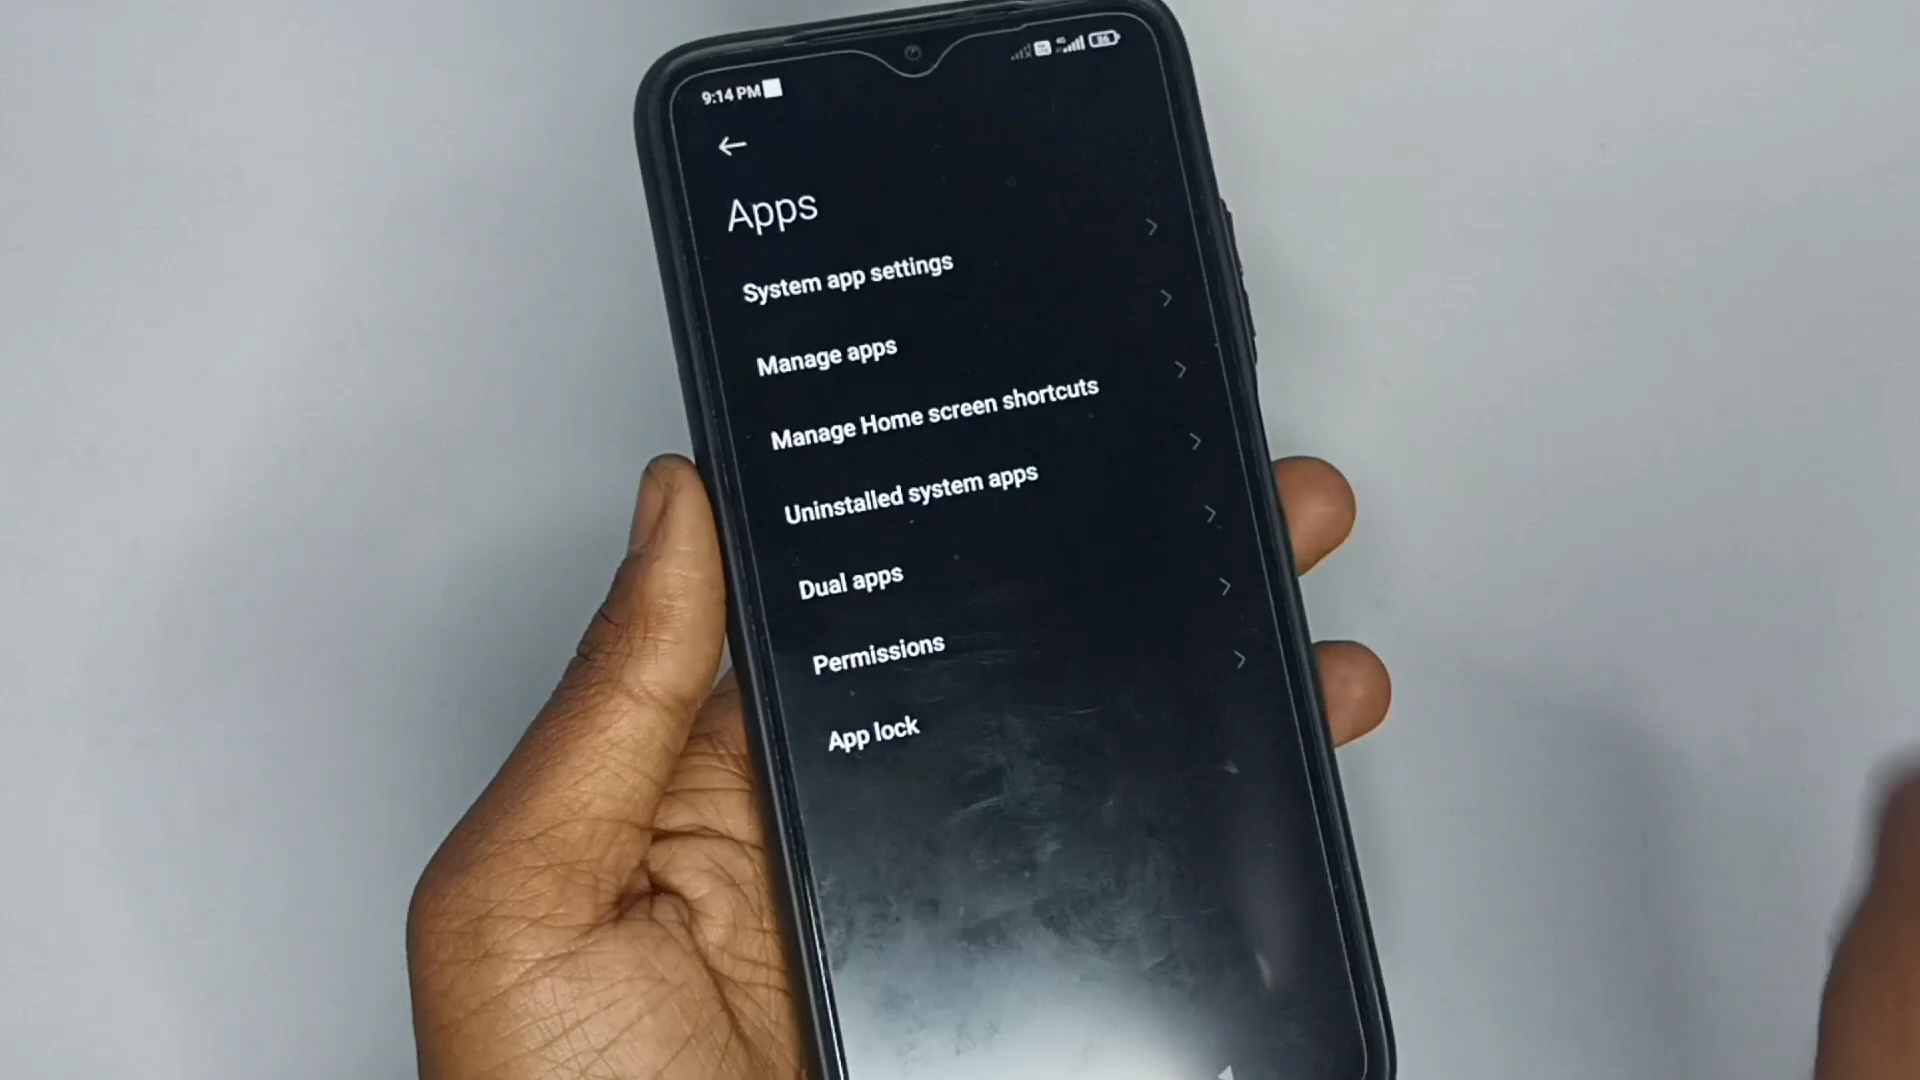 9:14 PM
86
Apps
System app settings
Manage apps
Manage Home screen shortcuts
Uninstalled system apps
Dual apps
Permissions
App lock